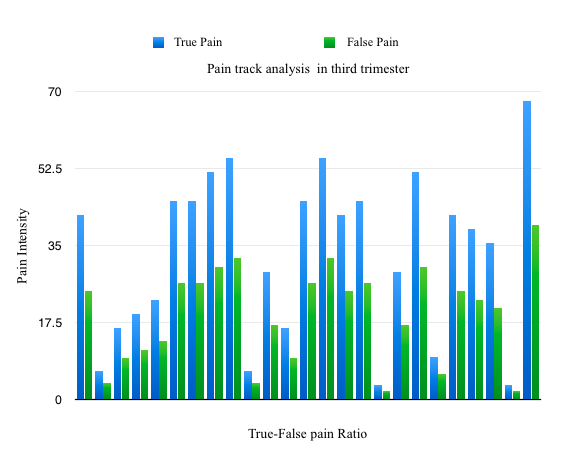 True Pain False Pain
Pain track analysis  in third trimester
70
52.5
35
17.5
0
Pain Intensity
True-False pain Ratio